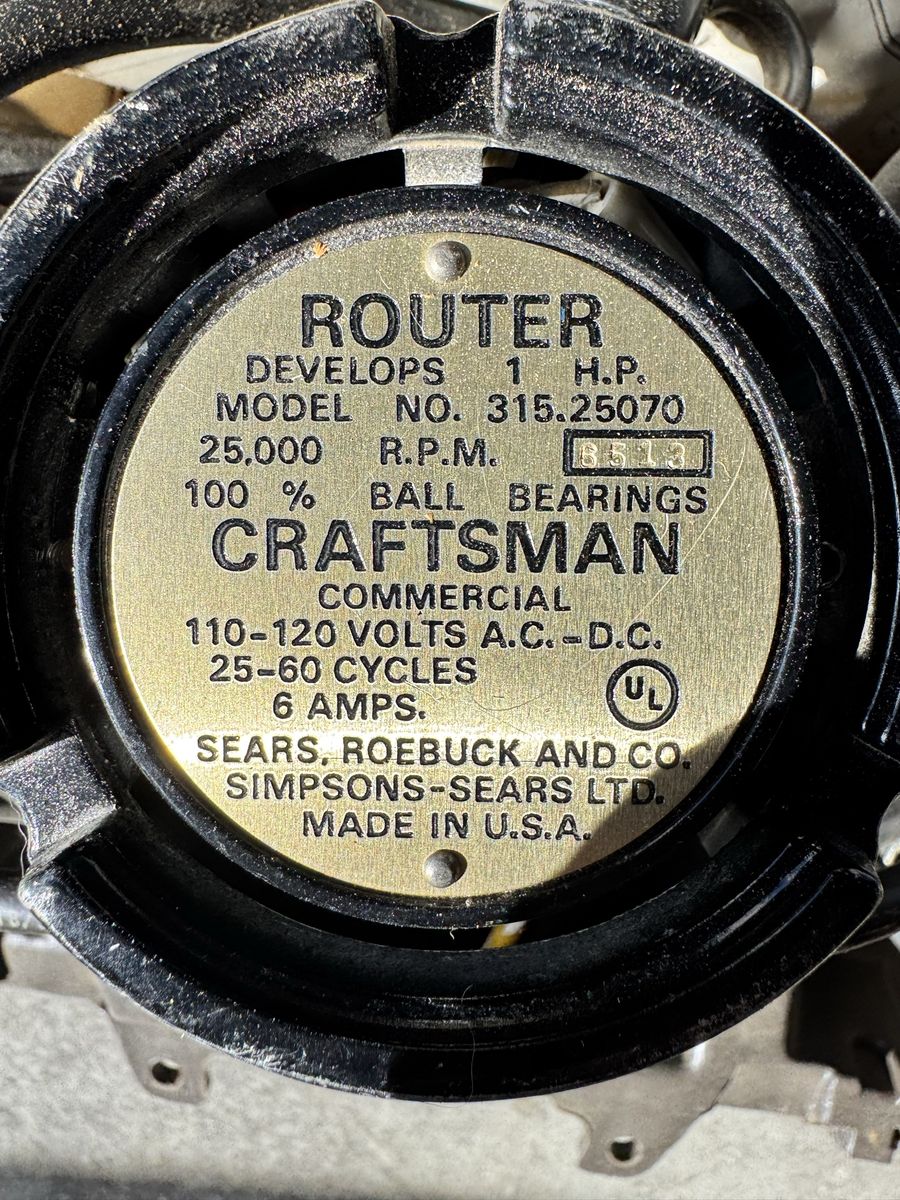 ROUTER
DEVELOPS 1 H.P.
MODEL NO. 315.25070
25,000 R.P.M. 6513
100 % BALL BEARINGS
CRAFTSMAN
COMMERCIAL
110-120 VOLTS A.C.-D.C.
25-60 CYCLES
6 AMPS.
UL
SEARS, ROEBUCK AND CO.
SIMPSONS-SEARS LTD.
MADE IN U.S.A.